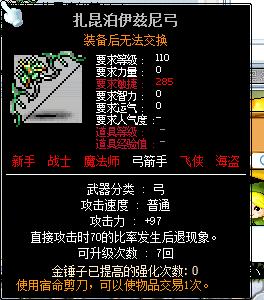 扎昆泊伊兹尼弓
装备后无法交换
要求等级： 110
要求力量： 0
要求敏捷： 285
要求智力： 0
要求运气： 0
要求人气度： -
道具等级： -
道具经验值： -
新手 战士 魔法师 弓箭手 飞侠 海盗
武器分类 : 弓
攻击速度 : 普通
攻击力 : +97
直接攻击时70的比率发生后退现象。
可升级次数 : 7回
金锤子已提高的强化次数: 0
使用宿命剪刀，可以使物品交易1次。